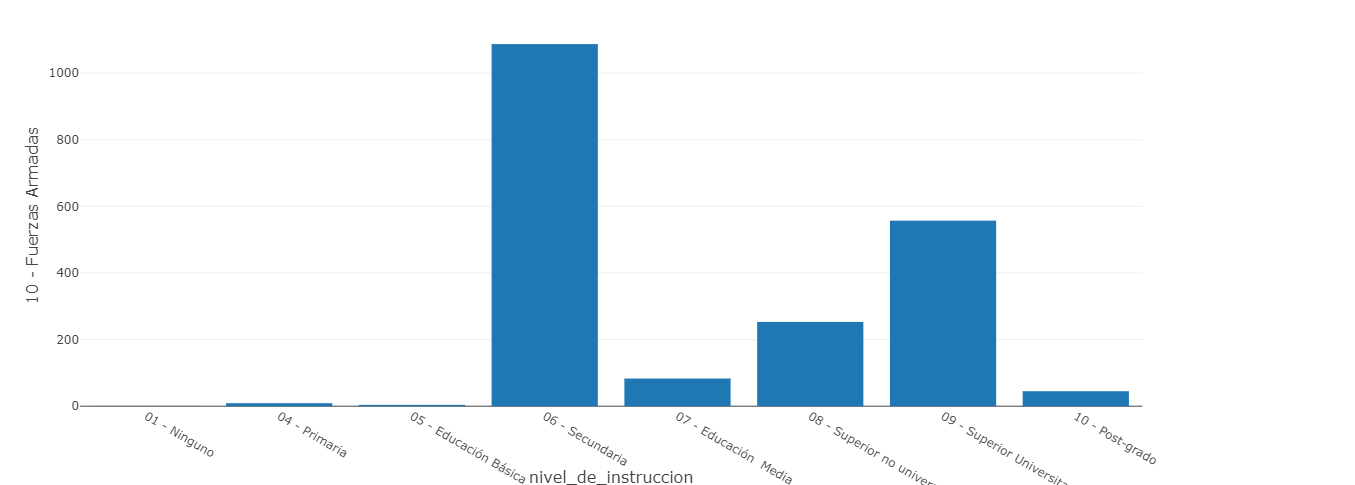 10 - Fuerzas Armadas
1000
800
600
400
200
0
01 - Ninguno
04 - Primaria
05 - Educación Básica
06 - Secundaria
07 - Educación  Media
08 - Superior no
09 - Superior
10 - Post-grado
nivel_de_instruccion